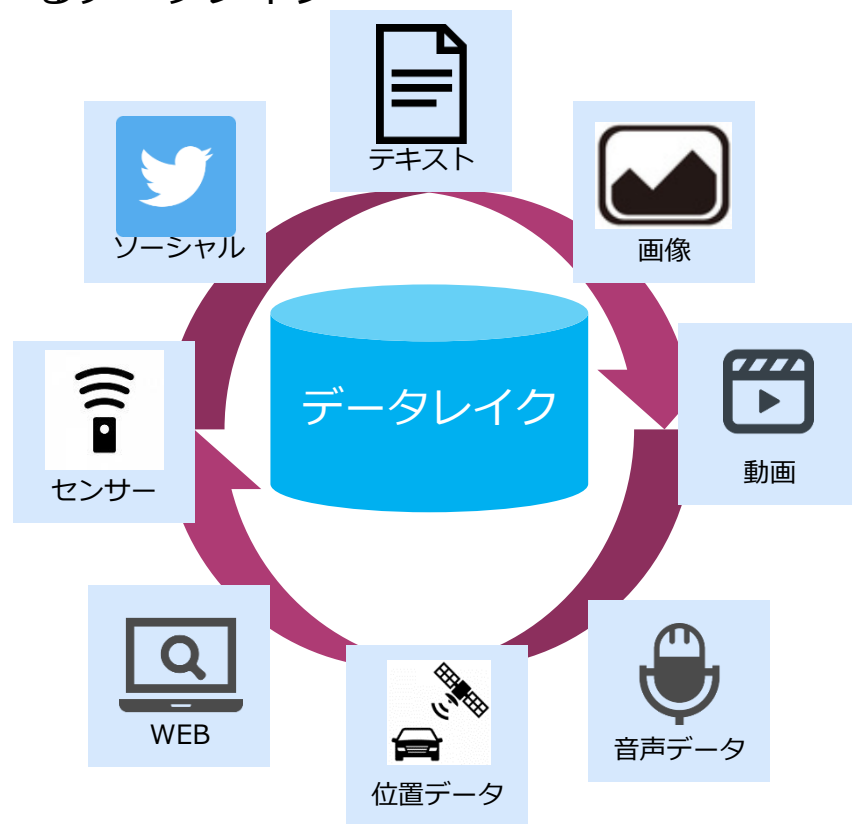 テキスト
画像
ソーシャル
データレイク
センサー
動画
WEB
音声データ
位置データ